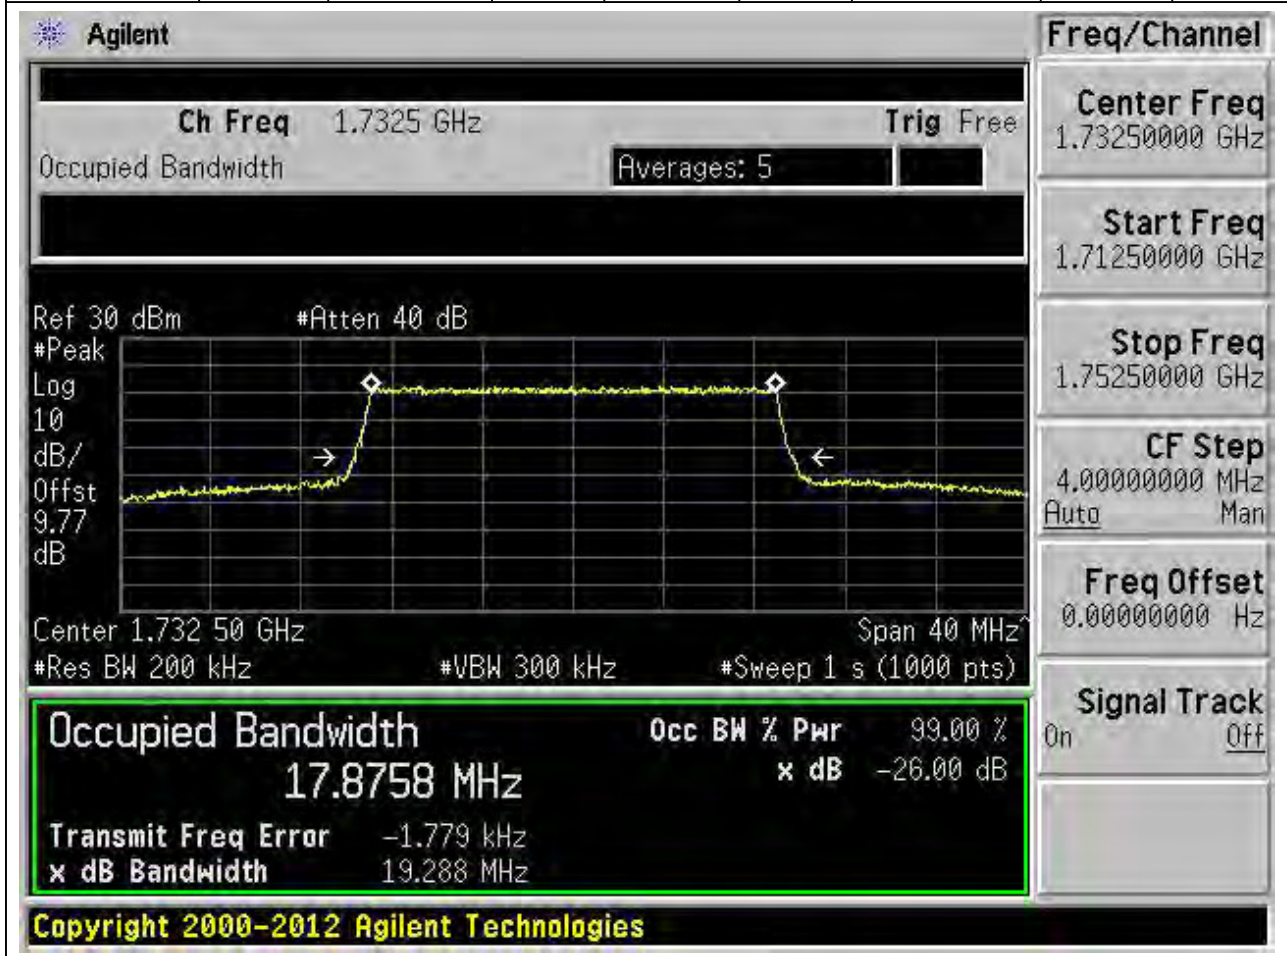 Agilent
Freq/Channel
Ch Freq 1.7325 GHz Trig Free
Occupied Bandwidth Averages: 5
Center Freq
1.73250000 GHz
Start Freq
1.71250000 GHz
Stop Freq
1.75250000 GHz
CF Step
4.00000000 MHz
Auto Man
Freq Offset
0.00000000 Hz
Signal Track
On Off
Ref 30 dBm #Atten 40 dB
#Peak
Log
10
dB/
Offst
9.77
dB
Center 1.732 50 GHz Span 40 MHz^
#Res BW 200 kHz #VBW 300 kHz #Sweep 1 s (1000 pts)
Occupied Bandwidth
17.8758 MHz
Occ BW % Pwr 99.00 %
x dB -26.00 dB
Transmit Freq Error -1.779 kHz
x dB Bandwidth 19.288 MHz
Copyright 2000-2012 Agilent Technologies